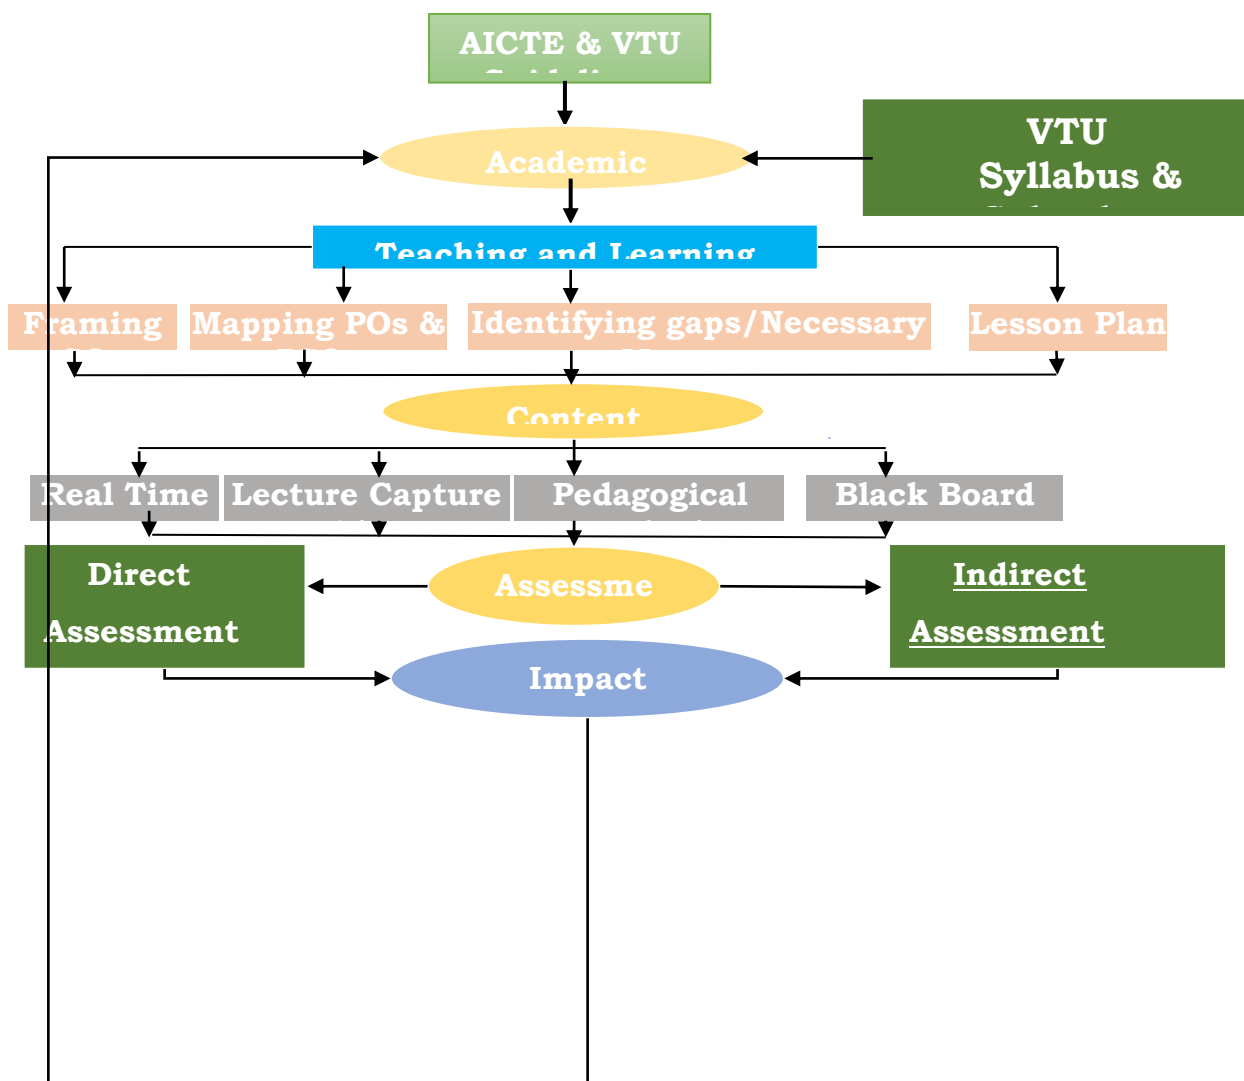 AICTE & VTU
VTU
Syllabus &
Academic
Teaching and Learning
Framing
Mapping POs &
Identifying gaps/Necessary
Lesson Plan
Content
Real Time
Lecture Capture
Pedagogical
Black Board
Direct
Assessment
Assessme
Indirect
Assessment
Impact